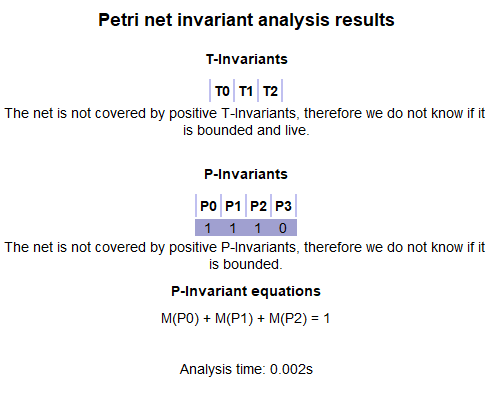 Petri net invariant analysis results
T-Invariants
T0 T1 T2
The net is not covered by positive T-Invariants, therefore we do not know if it
is bounded and live.
P-Invariants
P0 P1 P2 P3
1 1 1 0
The net is not covered by positive P-Invariants, therefore we do not know if it
is bounded.
P-Invariant equations
M(P0) + M(P1) + M(P2) = 1
Analysis time: 0.002s